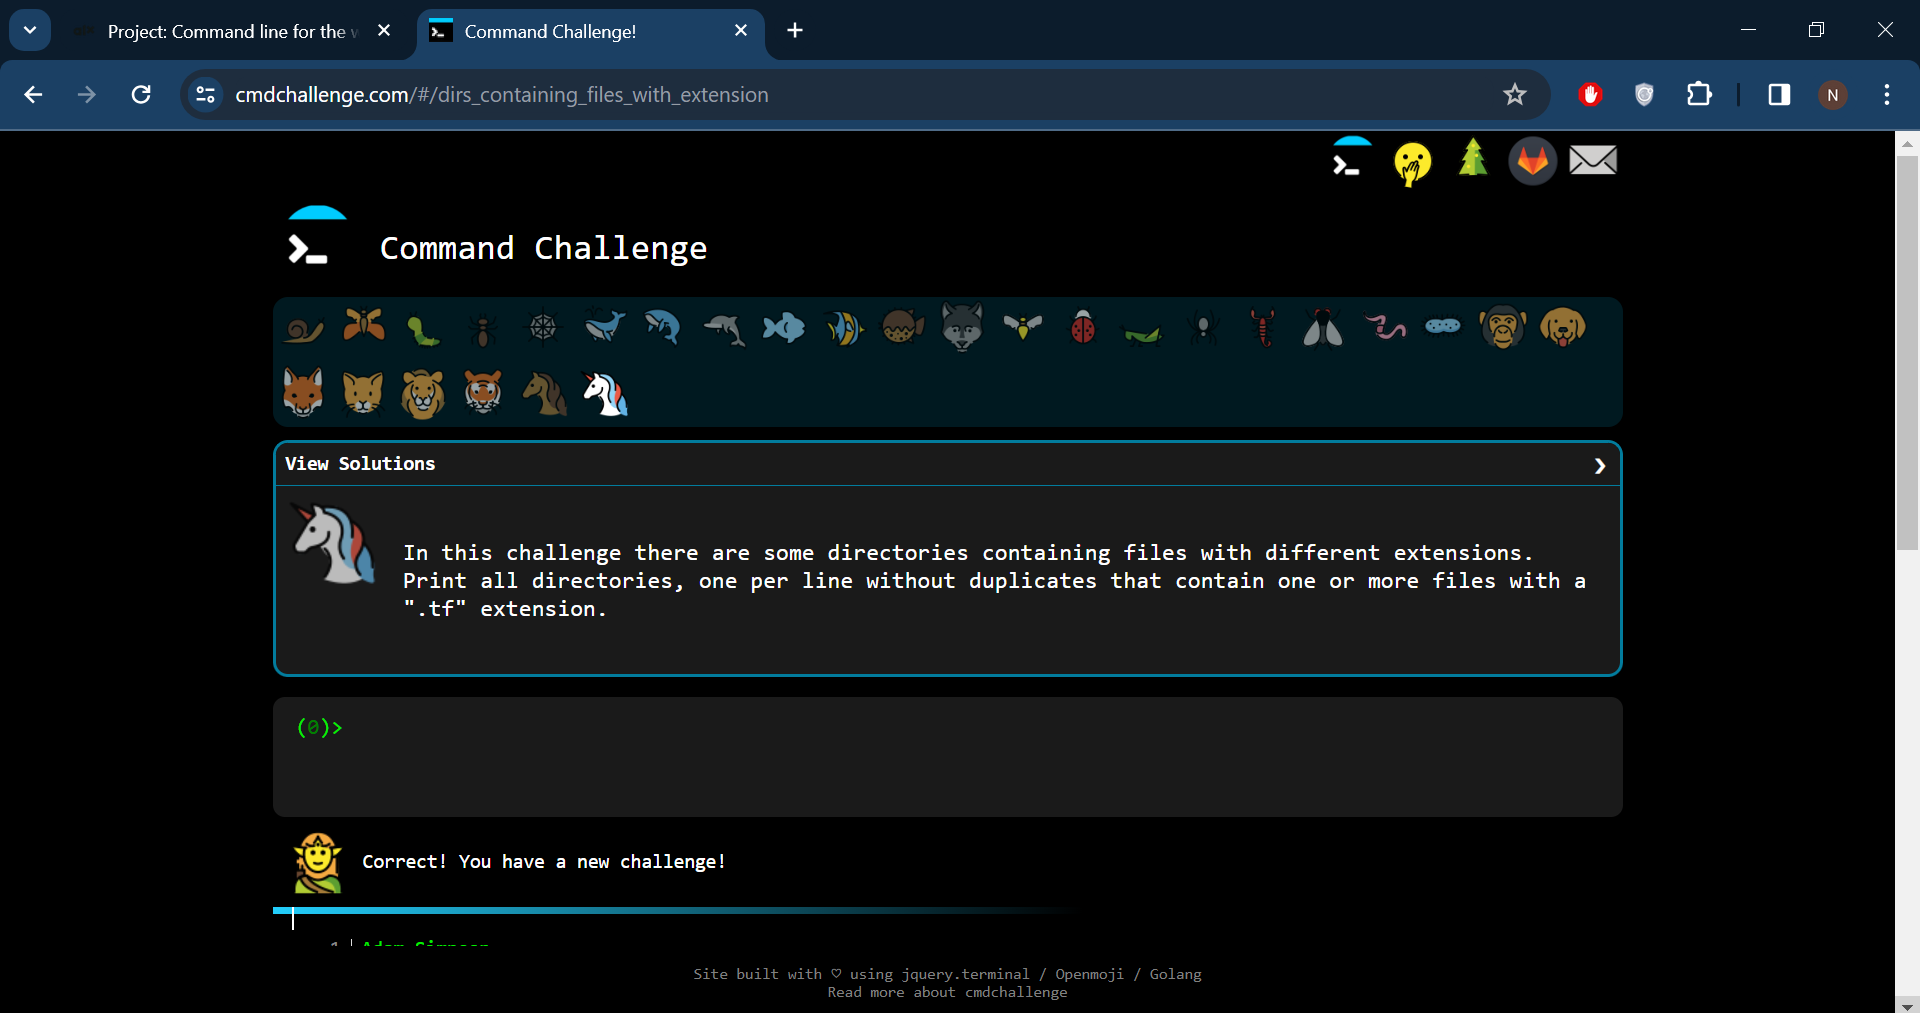 Project: Command line for the w
Command Challenge!
cmdchallenge.com/#/dirs_containing_files_with_extension
N
Command Challenge
View Solutions
In this challenge there are some directories containing files with different extensions.
Print all directories, one per line without duplicates that contain one or more files with a
".tf" extension.
(0)>
Correct! You have a new challenge!
1 | Adam Simpson
Site built with ♡ using jquery.terminal / Openmoji / Golang
Read more about cmdchallenge